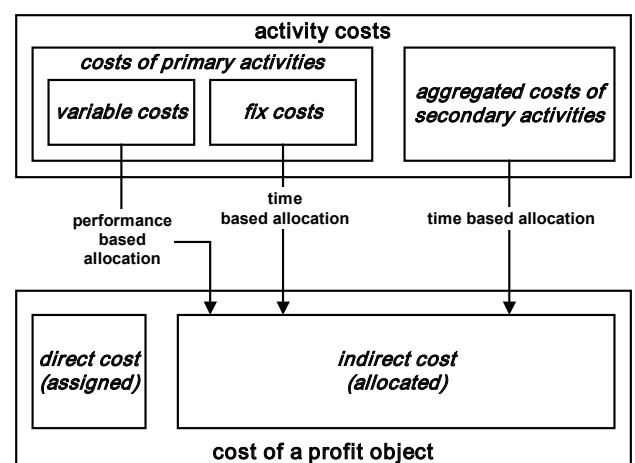 activity costs
costs of primary activities
variable costs
fix costs
aggregated costs of
secondary activities
performance
based
allocation
time
based allocation
time based allocation
direct cost
(assigned)
indirect cost
(allocated)
cost of a profit object